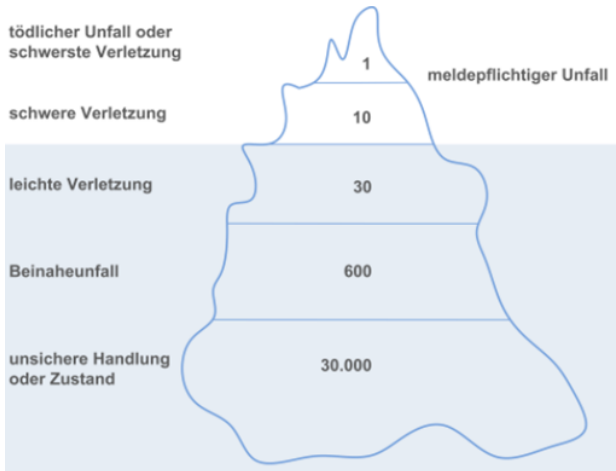 tödlicher Unfall oder
schwerste Verletzung
1
meldepflichtiger Unfall
schwere Verletzung
10
leichte Verletzung
30
Beinaheunfall
600
unsichere Handlung
oder Zustand
30.000